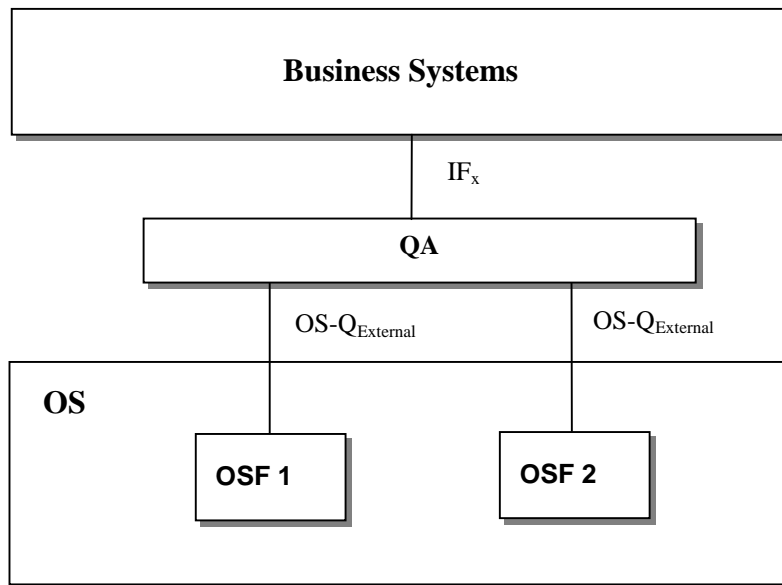 Business Systems
IFx
QA
OS-QExternal
OS-QExternal
OS
OSF 1
OSF 2